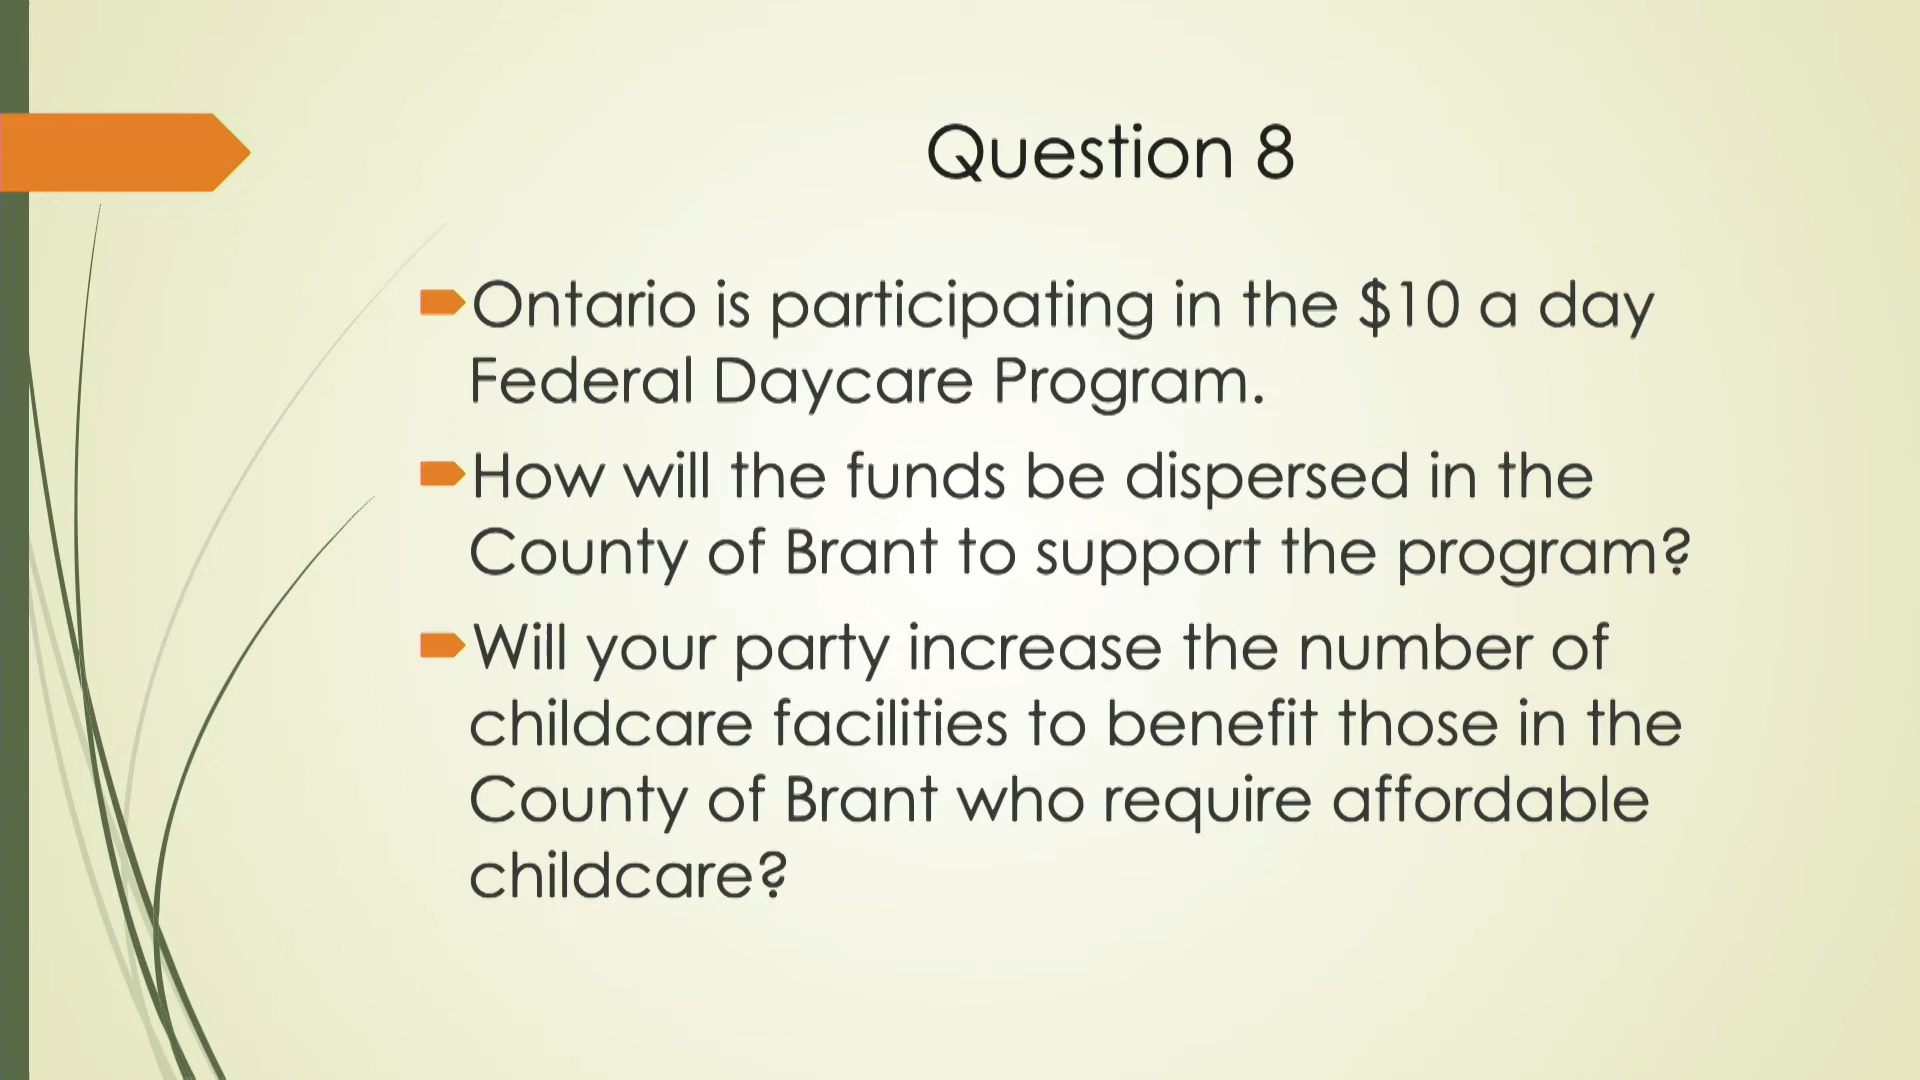 Question 8
Ontario is participating in the $10 a day
Federal Daycare Program.
How will the funds be dispersed in the
County of Brant to support the program?
Will your party increase the number of
childcare facilities to benefit those in the
County of Brant who require affordable
childcare?